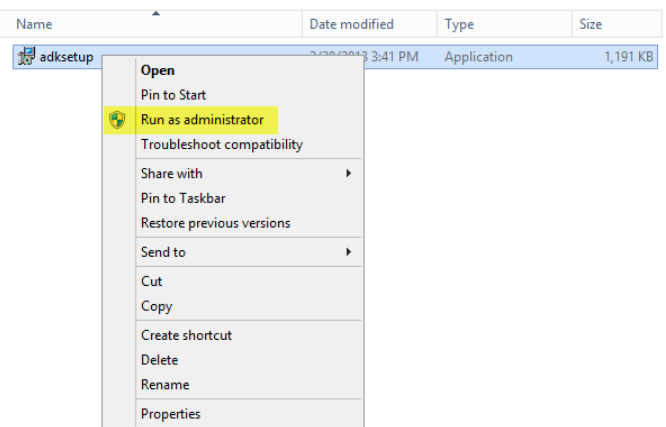 Name Date modified Type Size
adksetup 3:41 PM Application 1,191 KB
Open
Pin to Start
Run as administrator
Troubleshoot compatibility
Share with
Pin to Taskbar
Restore previous versions
Send to
Cut
Copy
Create shortcut
Delete
Rename
Properties